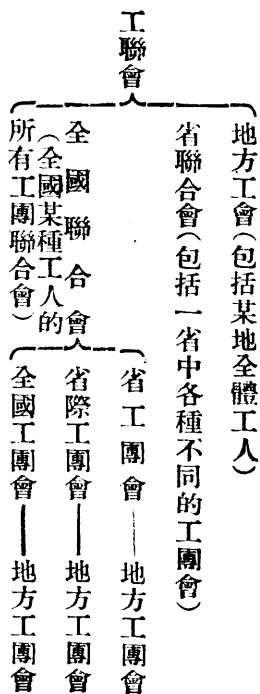 工聯會
地方工會(包括某地全體工人)
省聯合會(包括一省中各種不同的工團會)
全國聯合會
(全國某種工人的
所有工團聯合會)
省工團會——地方工團會
省際工團會——地方工團會
全國工團會——地方工團會